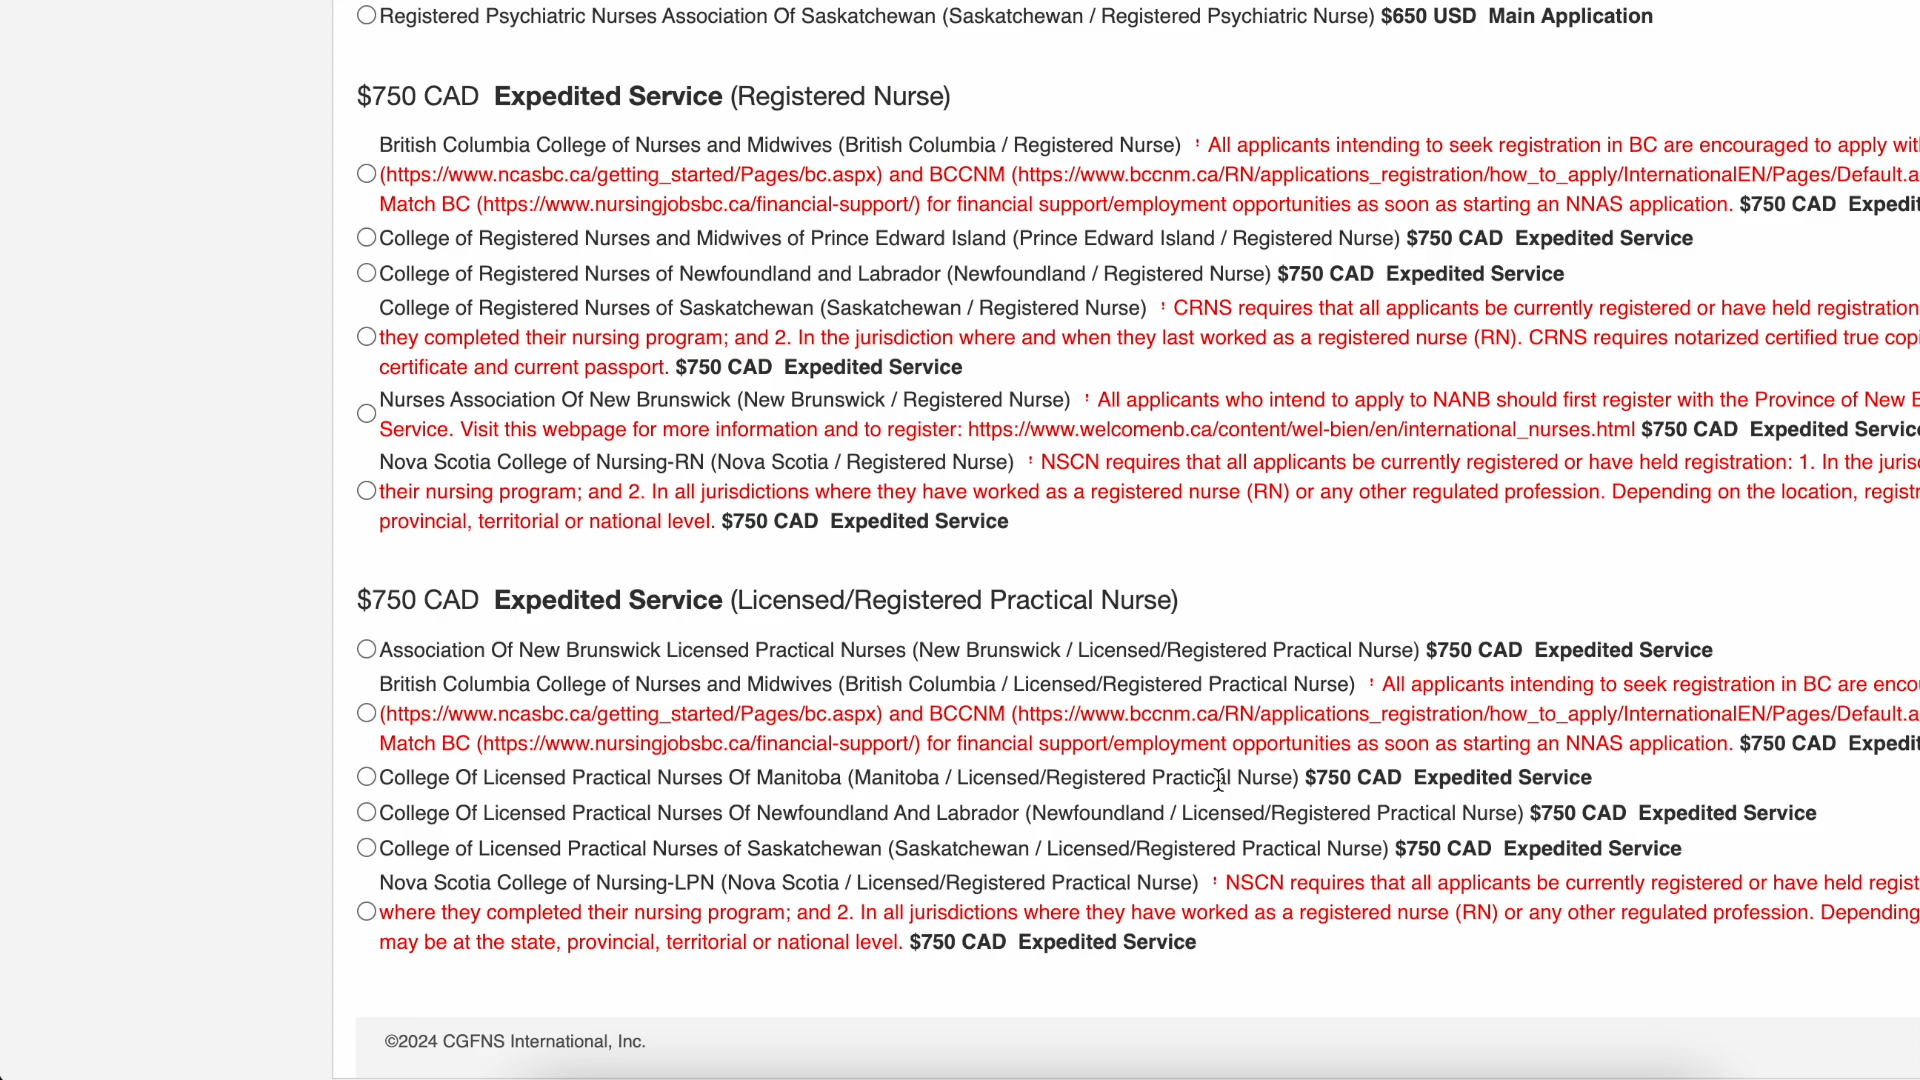 Registered Psychiatric Nurses Association Of Saskatchewan (Saskatchewan / Registered Psychiatric Nurse) $650 USD Main Application
$750 CAD Expedited Service (Registered Nurse)
British Columbia College of Nurses and Midwives (British Columbia / Registered Nurse) ! All applicants intending to seek registration in BC are encouraged to apply
(https://www.ncasbc.ca/getting_started/Pages/bc.aspx) and BCCNM (https://www.bccnm.ca/RN/applications_registration/how_to_apply/InternationalEN/Pages/Default.a
Match BC (https://www.nursingjobsbc.ca/financial-support/) for financial support/employment opportunities as soon as starting an NNAS application. $750 CAD Expedit
College of Registered Nurses and Midwives of Prince Edward Island (Prince Edward Island / Registered Nurse) $750 CAD Expedited Service
College of Registered Nurses of Newfoundland and Labrador (Newfoundland / Registered Nurse) $750 CAD Expedited Service
College of Registered Nurses of Saskatchewan (Saskatchewan / Registered Nurse) ! CRNS requires that all applicants be currently registered or have held registration
they completed their nursing program; and 2. In the jurisdiction where and when they last worked as a registered nurse (RN). CRNS requires notarized certified true copi
certificate and current passport. $750 CAD Expedited Service
Nurses Association Of New Brunswick (New Brunswick / Registered Nurse) ! All applicants who intend to apply to NANB should first register with the Province of New B
Service. Visit this webpage for more information and to register: https://www.welcomenb.ca/content/wel-bien/en/international_nurses.html $750 CAD Expedited Service
Nova Scotia College of Nursing-RN (Nova Scotia / Registered Nurse) ! NSCN requires that all applicants be currently registered or have held registration: 1. In the juris
their nursing program; and 2. In all jurisdictions where they have worked as a registered nurse (RN) or any other regulated profession. Depending on the location, regist
provincial, territorial or national level. $750 CAD Expedited Service
$750 CAD Expedited Service (Licensed/Registered Practical Nurse)
Association Of New Brunswick Licensed Practical Nurses (New Brunswick / Licensed/Registered Practical Nurse) $750 CAD Expedited Service
British Columbia College of Nurses and Midwives (British Columbia / Licensed/Registered Practical Nurse) ! All applicants intending to seek registration in BC are enco
(https://www.ncasbc.ca/getting_started/Pages/bc.aspx) and BCCNM (https://www.bccnm.ca/RN/applications_registration/how_to_apply/InternationalEN/Pages/Default.a
Match BC (https://www.nursingjobsbc.ca/financial-support/) for financial support/employment opportunities as soon as starting an NNAS application. $750 CAD Expedit
College Of Licensed Practical Nurses Of Manitoba (Manitoba / Licensed/Registered Practical Nurse) $750 CAD Expedited Service
College Of Licensed Practical Nurses Of Newfoundland And Labrador (Newfoundland / Licensed/Registered Practical Nurse) $750 CAD Expedited Service
College of Licensed Practical Nurses of Saskatchewan (Saskatchewan / Licensed/Registered Practical Nurse) $750 CAD Expedited Service
Nova Scotia College of Nursing-LPN (Nova Scotia / Licensed/Registered Practical Nurse) ! NSCN requires that all applicants be currently registered or have held regist
where they completed their nursing program; and 2. In all jurisdictions where they have worked as a registered nurse (RN) or any other regulated profession. Depending
may be at the state, provincial, territorial or national level. $750 CAD Expedited Service
©2024 CGFNS International, Inc.